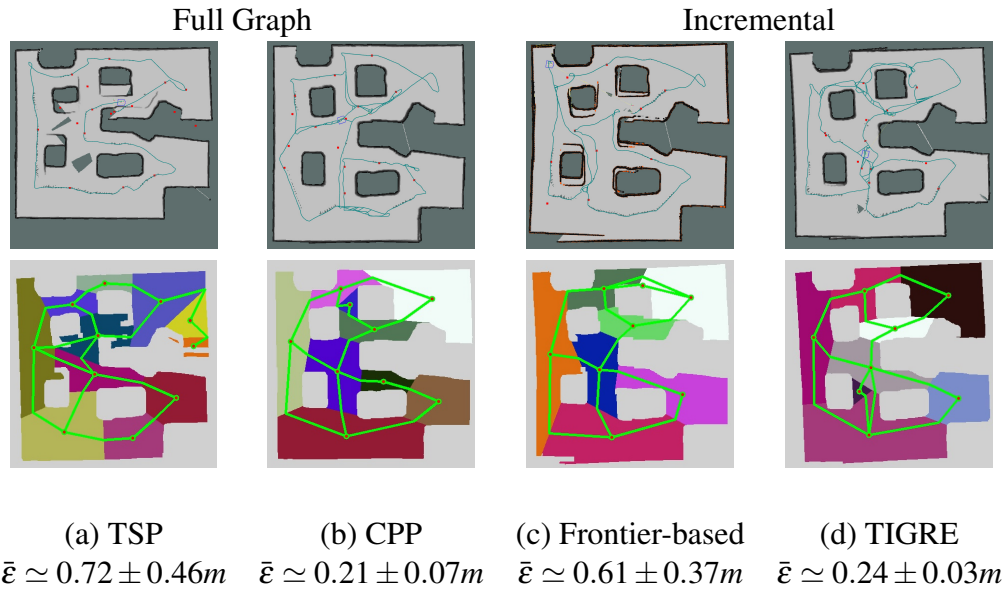 Full Graph Incremental
(a) TSP (b) CPP (c) Frontier-based (d) TIGRE
ε̄ ≃ 0.72 ± 0.46m ε̄ ≃ 0.21 ± 0.07m ε̄ ≃ 0.61 ± 0.37m ε̄ ≃ 0.24 ± 0.03m